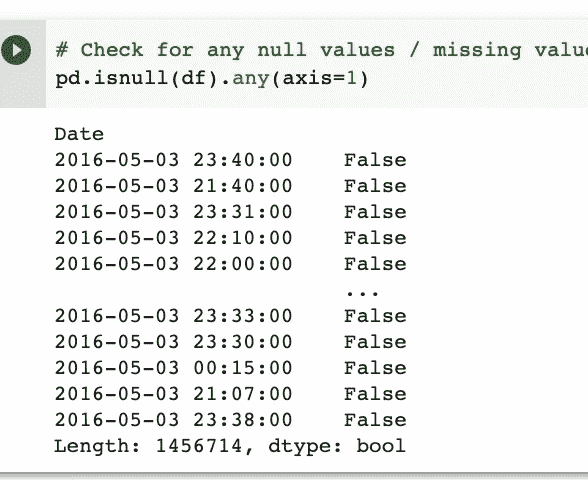 # Check for any null values / missing
pd.isnull(df).any(axis=1)
Date
2016-05-03 23:40:00    False
2016-05-03 21:40:00    False
2016-05-03 23:31:00    False
2016-05-03 22:10:00    False
2016-05-03 22:00:00    False
...
2016-05-03 23:33:00    False
2016-05-03 23:30:00    False
2016-05-03 00:15:00    False
2016-05-03 21:07:00    False
2016-05-03 23:38:00    False
Length: 1456714, dtype: bool